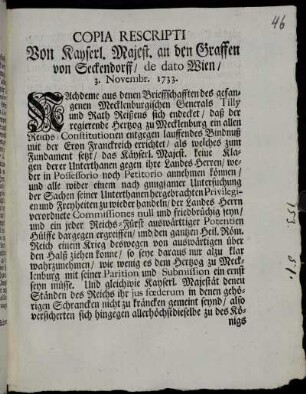 46
COPIA RESCRIPTI
Von Kayserl. Majest. an den Graffen
von Seckendorff / de dato Wien /
3. Novembr. 1733.
NAchdeme aus denen Brieffschafften des gefan-
genen Mecklenburgischen Generals Tilly
und Rath Reißens sich endecket / daß der
regierende Hertzog zu Mecklenburg ein allen
Reichs Constitutionen entgegen lauffendes Bündnuß
mit der Cron Franckreich errichtet / als welches zum
Fundament setzt / daß Kayserl. Majest. keine Kla-
gen derer Unterthanen gegen ihre Landes Herren / we-
der in Possessorio noch Petitorio annehmen können /
und alle wider einem nach gnugsamer Untersuchung
der Sachen seiner Unterthanen hergebrachten Privilegi-
en und Freyheiten zuwieder handeln / der Landes Herrn
verordnete Commissiones null und friedbrüchig seyn /
und ein jeder Reichs-Fürst auswärtiger Potentien
Hülffe dargegen ergreiffen / und den gantzen Heil. Röm.
Reich einem Krieg deswegen von auswärtigen über
den Halß ziehen könne / so seye daraus nur alzu klar
wahrzunehmen / wie wenig es dem Hertzog zu Meck-
lenburg mit seiner Parition und Submission ein ernst
seyn müsse. Und gleichwie Kayserl. Majestät denen
Ständen des Reichs ihr jus fœderum in denen gehö-
rigen Schrancken nicht zu kräncken gemeint seynd / also
versicherten sich hingegen allerhöchstdieselbe zu des Kö-
nigs